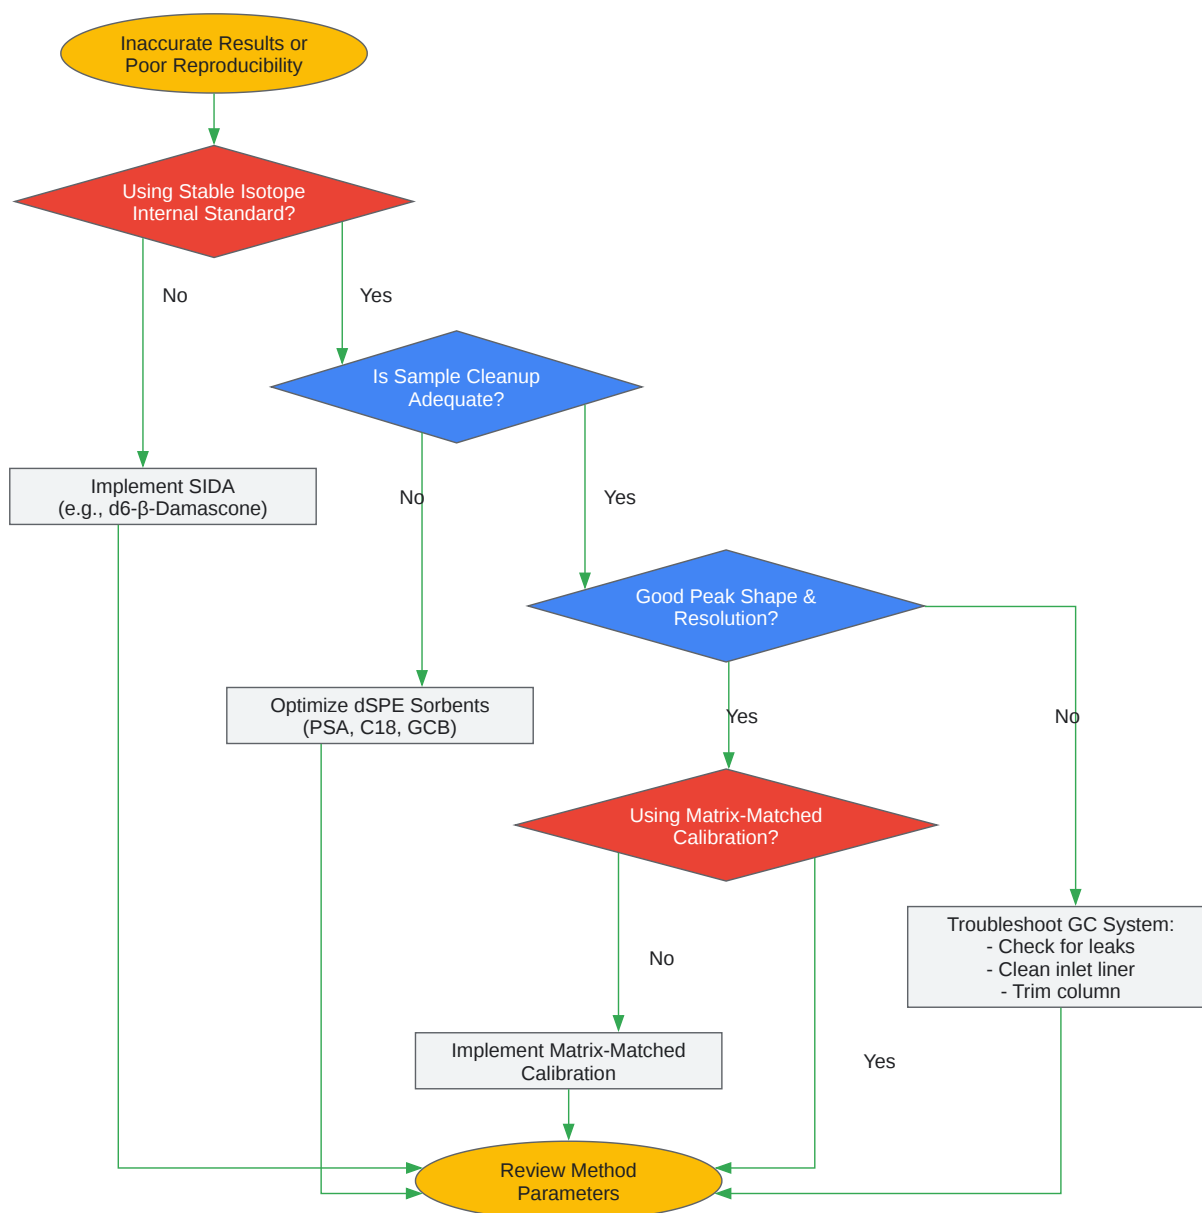 Inaccurate Results or
Poor Reproducibility
Using Stable Isotope
Internal Standard?
No
Yes
Is Sample Cleanup
Adequate?
Implement SIDA
(e.g., d6-β-Damascone)
No
Yes
Good Peak Shape &
Resolution?
Optimize dSPE Sorbents
(PSA, C18, GCB)
Yes
No
Using Matrix-Matched
Calibration?
Troubleshoot GC System:
- Check for leaks
- Clean inlet liner
- Trim column
No
Implement Matrix-Matched
Calibration
Yes
Review Method
Parameters